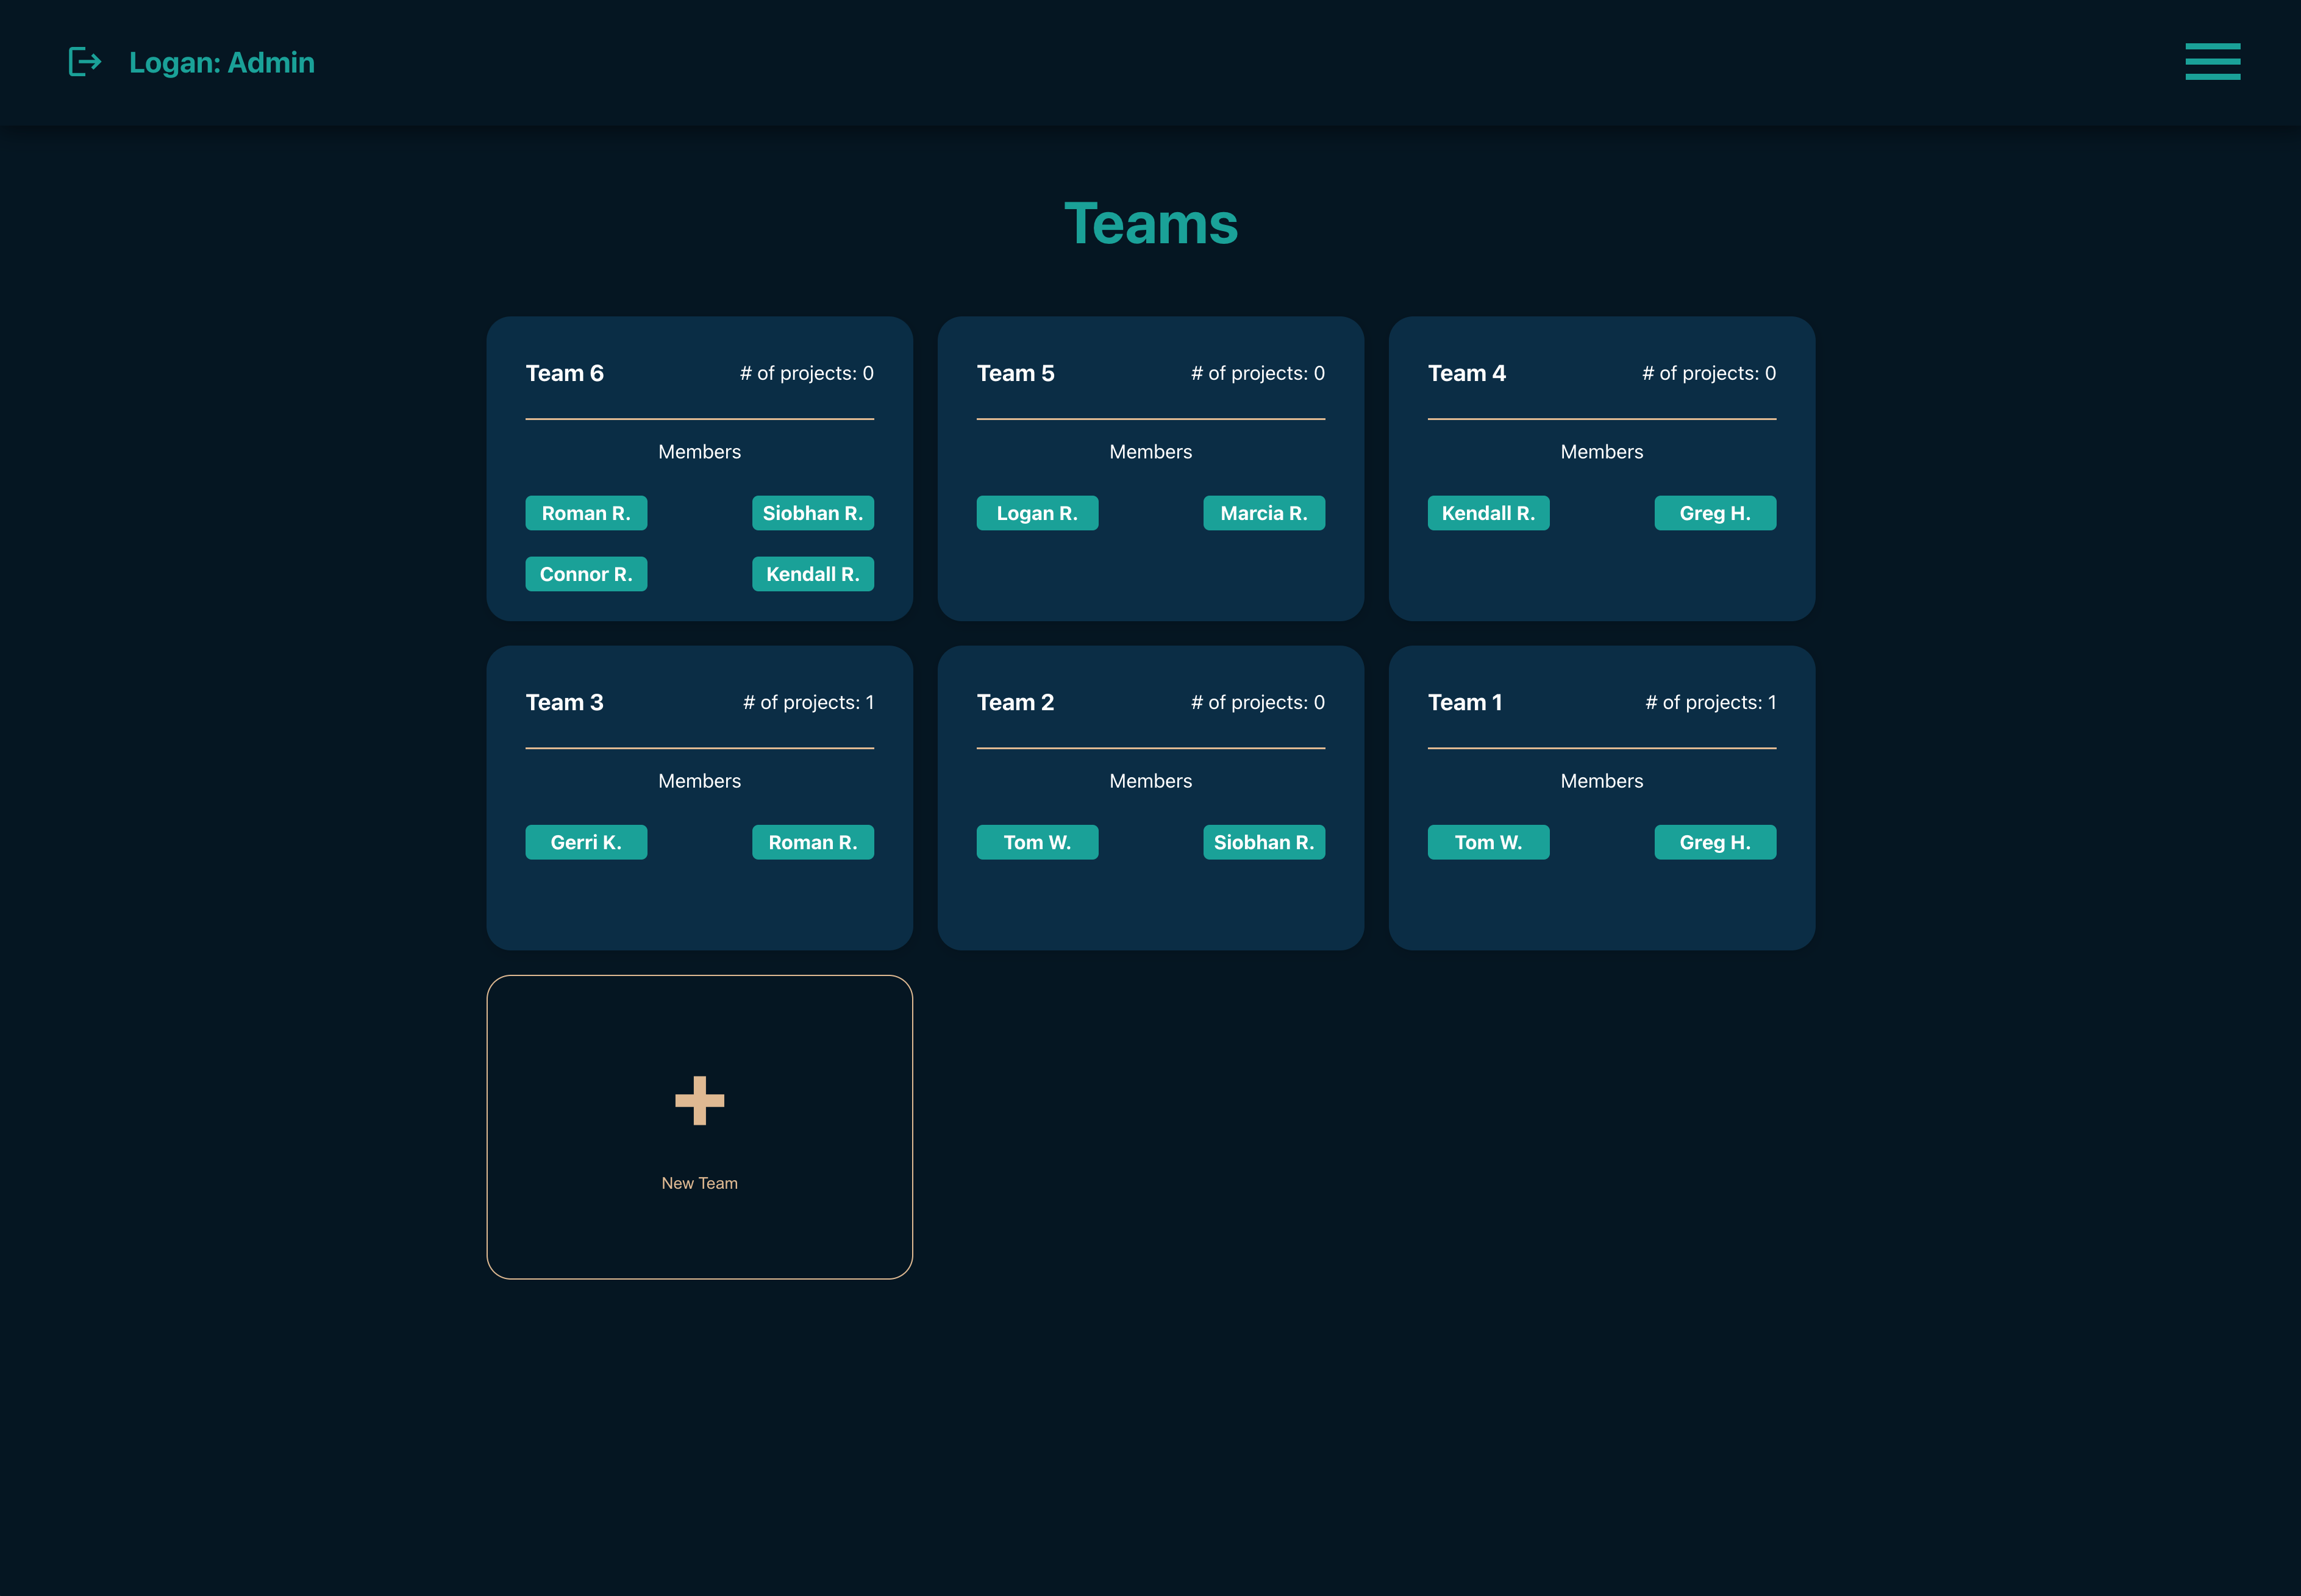 Logan: Admin
Teams
Team 6 # of projects: 0
Members
Roman R. Siobhan R.
Connor R. Kendall R.
Team 5 # of projects: 0
Members
Logan R. Marcia R.
Team 4 # of projects: 0
Members
Kendall R. Greg H.
Team 3 # of projects: 1
Members
Gerri K. Roman R.
Team 2 # of projects: 0
Members
Tom W. Siobhan R.
Team 1 # of projects: 1
Members
Tom W. Greg H.
New Team